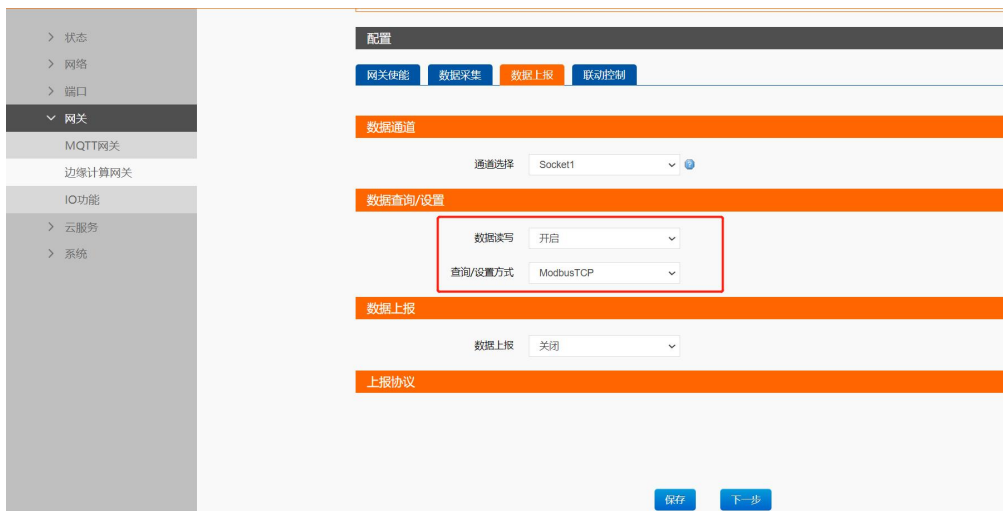 状态
网络
端口
网关
MQTT网关
边缘计算网关
IO功能
云服务
系统
配置
网关使能 数据采集 数据上报 联动控制
数据通道
通道选择 Socket1
数据查询/设置
数据读写 开启
查询/设置方式 ModbusTCP
数据上报
数据上报 关闭
上报协议
保存 下一步